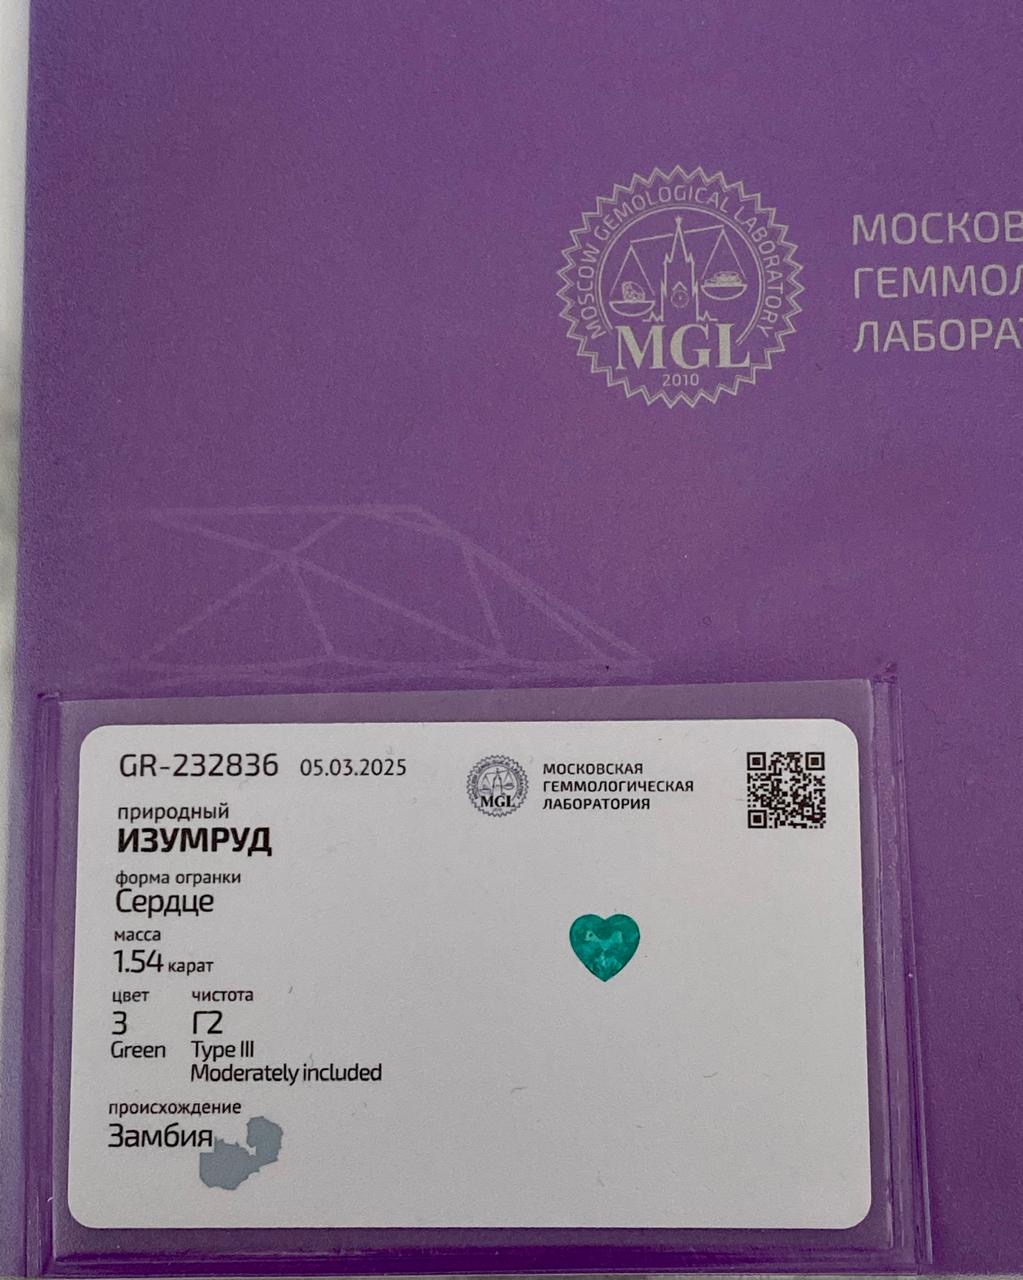 MOSCOW GEMOLOGICAL LABORATORY
MGL
2010
МОСКОВ
ГЕММОЛ
ЛАБОРАТ
GR-232836 05.03.2025
MGL
МОСКОВСКАЯ
ГЕММОЛОГИЧЕСКАЯ
ЛАБОРАТОРИЯ
природный
ИЗУМРУД
форма огранки
Сердце
масса
1.54 карат
цвет чистота
3 Г2
Green Type III
Moderately included
происхождение
Замбия